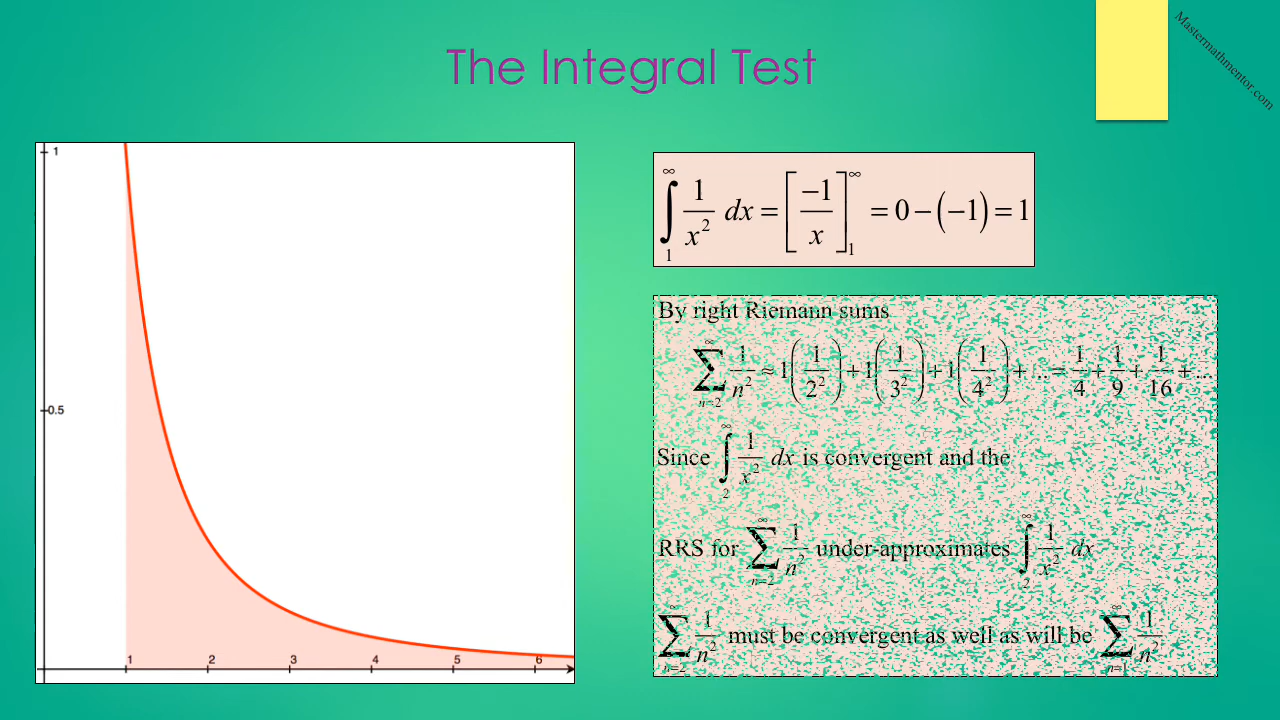 The Integral Test
Mastermathmentor.com
1
0.5
1 2 3 4 5 6
∫₁^∞ 1/x² dx = [−1/x]₁^∞ = 0 − (−1) = 1
By right Riemann sums
∑_{n=2}^∞ 1/n² ≈ 1(1/2²) + 1(1/3²) + 1(1/4²) + ... = 1/4 + 1/9 + 1/16 + ...
Since ∫₂^∞ 1/x² dx is convergent and the
RRS for ∑_{n=2}^∞ 1/n² under-approximates ∫₂^∞ 1/x² dx
∑_{n=2}^∞ 1/n² must be convergent as well as will be ∑_{n=1}^∞ 1/n²